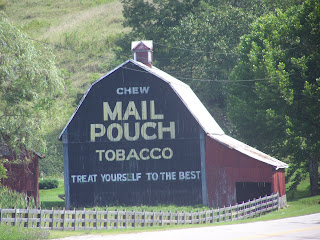 CHEW
MAIL
POUCH
TOBACCO
TREAT YOURSELF TO THE BEST